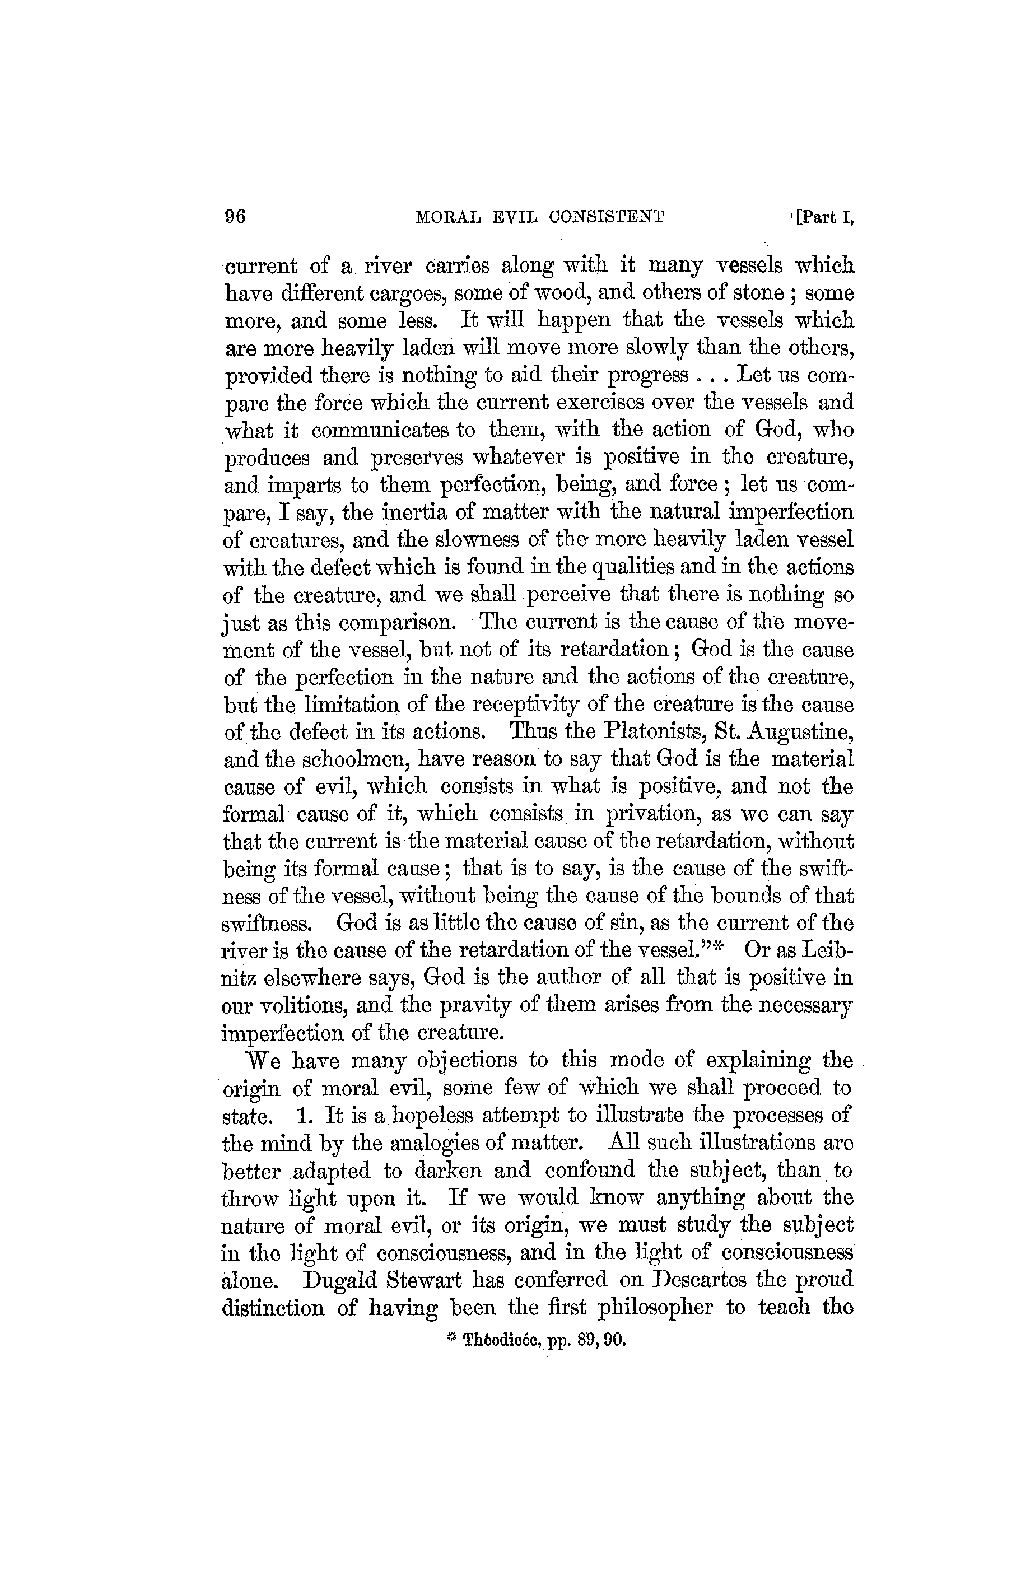 96 MORAL EVIL CONSISTENT [Part I,
current of a river carries along with it many vessels which
have different cargoes, some of wood, and others of stone; some
more, and some less. It will happen that the vessels which
are more heavily laden will move more slowly than the others,
provided there is nothing to aid their progress . . . Let us com-
pare the force which the current exercises over the vessels and
what it communicates to them, with the action of God, who
produces and preserves whatever is positive in the creature,
and imparts to them perfection, being, and force; let us com-
pare, I say, the inertia of matter with the natural imperfection
of creatures, and the slowness of the more heavily laden vessel
with the defect which is found in the qualities and in the actions
of the creature, and we shall perceive that there is nothing so
just as this comparison. The current is the cause of the move-
ment of the vessel, but not of its retardation; God is the cause
of the perfection in the nature and the actions of the creature,
but the limitation of the receptivity of the creature is the cause
of the defect in its actions. Thus the Platonists, St. Augustine,
and the schoolmen, have reason to say that God is the material
cause of evil, which consists in what is positive, and not the
formal cause of it, which consists in privation, as we can say
that the current is the material cause of the retardation, without
being its formal cause; that is to say, is the cause of the swift-
ness of the vessel, without being the cause of the bounds of that
swiftness. God is as little the cause of sin, as the current of the
river is the cause of the retardation of the vessel."* Or as Leib-
nitz elsewhere says, God is the author of all that is positive in
our volitions, and the pravity of them arises from the necessary
imperfection of the creature.
We have many objections to this mode of explaining the
origin of moral evil, some few of which we shall proceed to
state. 1. It is a hopeless attempt to illustrate the processes of
the mind by the analogies of matter. All such illustrations are
better adapted to darken and confound the subject, than to
throw light upon it. If we would know anything about the
nature of moral evil, or its origin, we must study the subject
in the light of consciousness, and in the light of consciousness
alone. Dugald Stewart has conferred on Descartes the proud
distinction of having been the first philosopher to teach the
* Théodicée, pp. 89, 90.